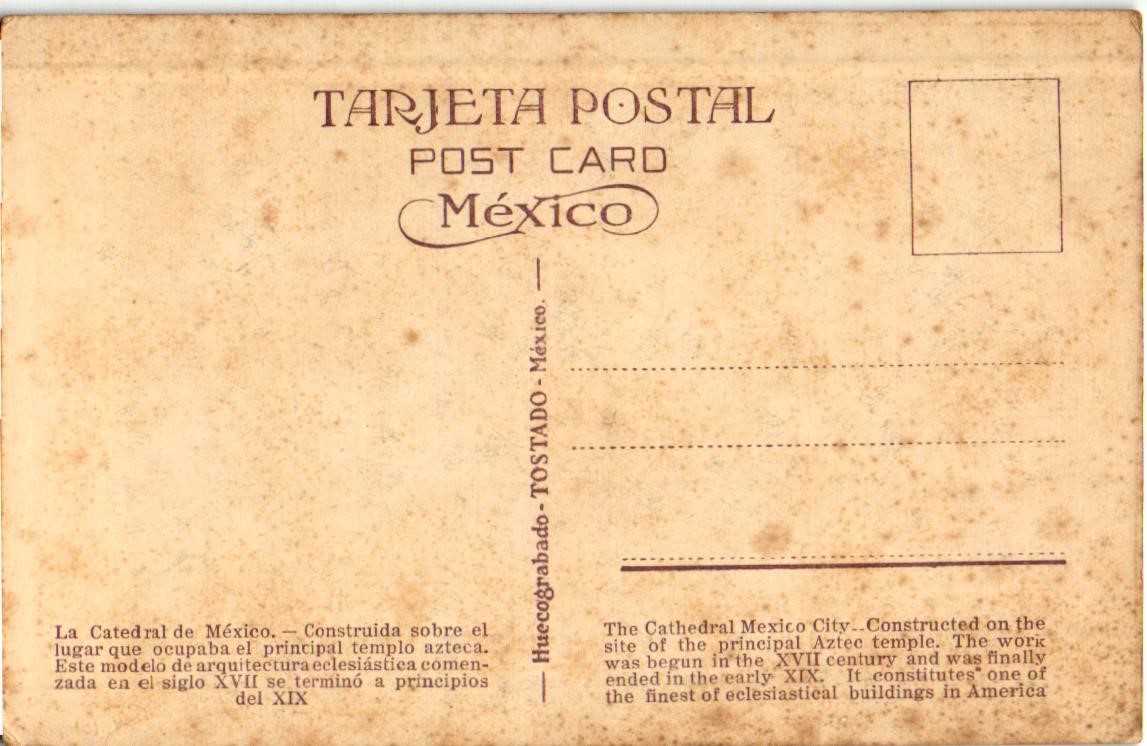 TARJETA POSTAL
POST CARD
México
Huecograbado - TOSTADO - México.
La Catedral de México. — Construida sobre el
lugar que ocupaba el principal templo azteca.
Este modelo de arquitectura eclesiástica comen-
zada en el siglo XVII se terminó a principios
del XIX
The Cathedral Mexico City--Constructed on the
site of the principal Aztec temple. The work
was begun in the XVII century and was finally
ended in the early XIX. It constitutes one of
the finest of eclesiastical buildings in America